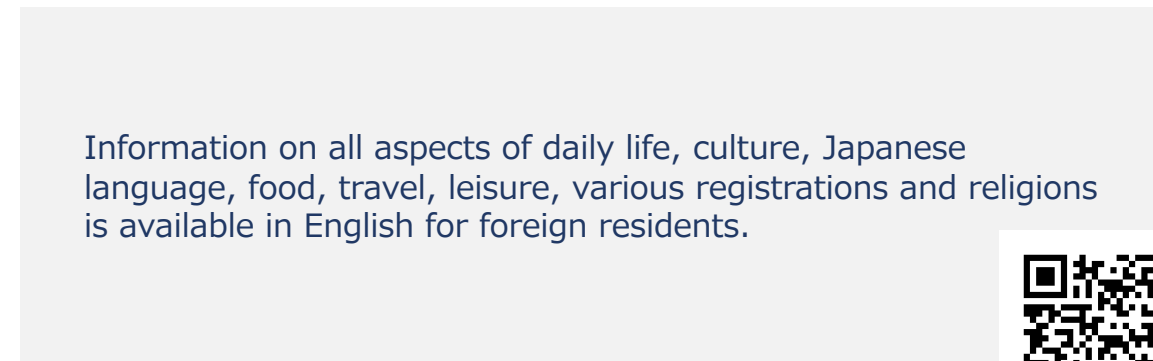 Information on all aspects of daily life, culture, Japanese
language, food, travel, leisure, various registrations and religions
is available in English for foreign residents.